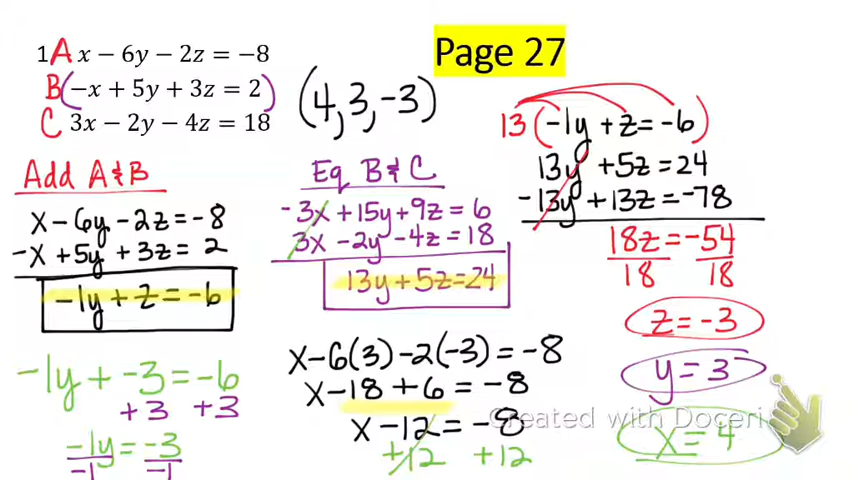 Page 27
1A x − 6y − 2z = −8
B(−x + 5y + 3z = 2)
C 3x − 2y − 4z = 18
(4,3,-3)
Add A & B
x - 6y - 2z = -8
-x + 5y + 3z = 2
-1y + z = -6
-1y + -3 = -6
+3 +3
-1y = -3
-1 -1
Eq B & C
-3x + 15y + 9z = 6
3x - 2y - 4z = 18
13y + 5z = 24
x - 6(3) - 2(-3) = -8
x - 18 + 6 = -8
x - 12 = -8
+12 +12
13(-1y + z = -6)
13y + 5z = 24
-13y + 13z = -78
18z = -54
18 18
z = -3
y = 3
x = 4
Created with Doceri